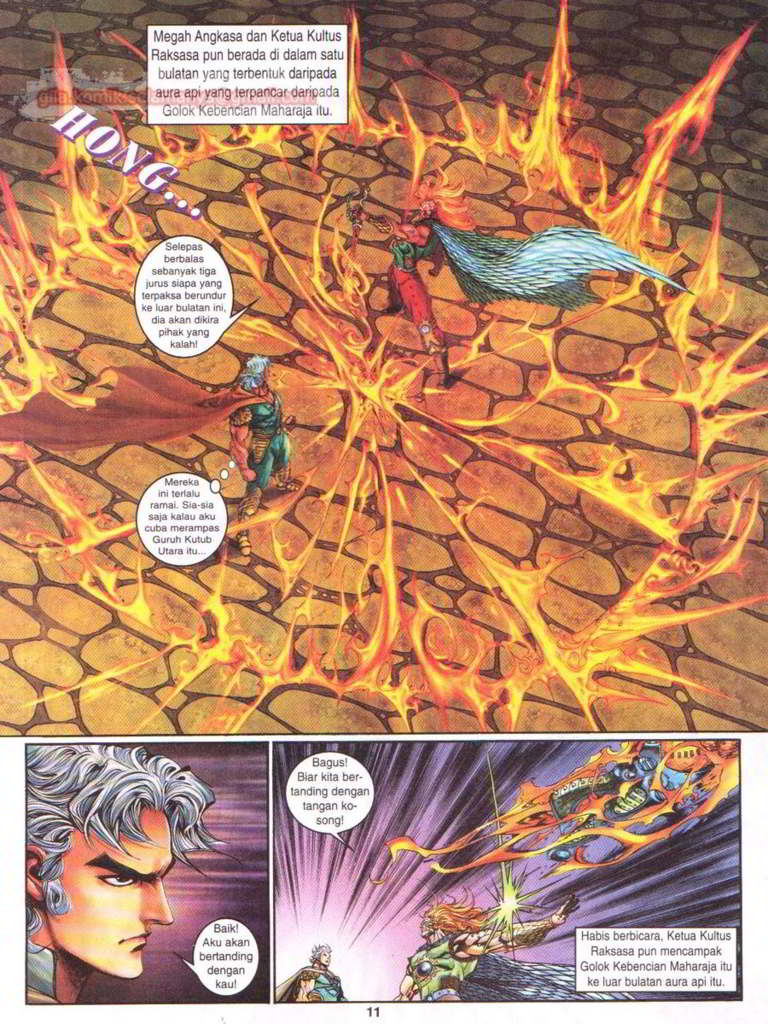 Megah Angkasa dan Ketua Kultus
Raksasa pun berada di dalam satu
bulatan yang terbentuk daripada
aura api yang terpancar daripada
Golok Kebencian Maharaja itu.
HONG...
Selepas
berbalas
sebanyak tiga
jurus siapa yang
terpaksa berundur
ke luar bulatan ini,
dia akan dikira
pihak yang
kalah!
Mereka
ini terlalu
ramai. Sia-sia
saja kalau aku
cuba merampas
Guruh Kutub
Utara itu...
Baik!
Aku akan
bertanding
dengan
kau!
Bagus!
Biar kita ber-
tanding dengan
tangan ko-
song!
Habis berbicara, Ketua Kultus
Raksasa pun mencampak
Golok Kebencian Maharaja itu
ke luar bulatan aura api itu.
11